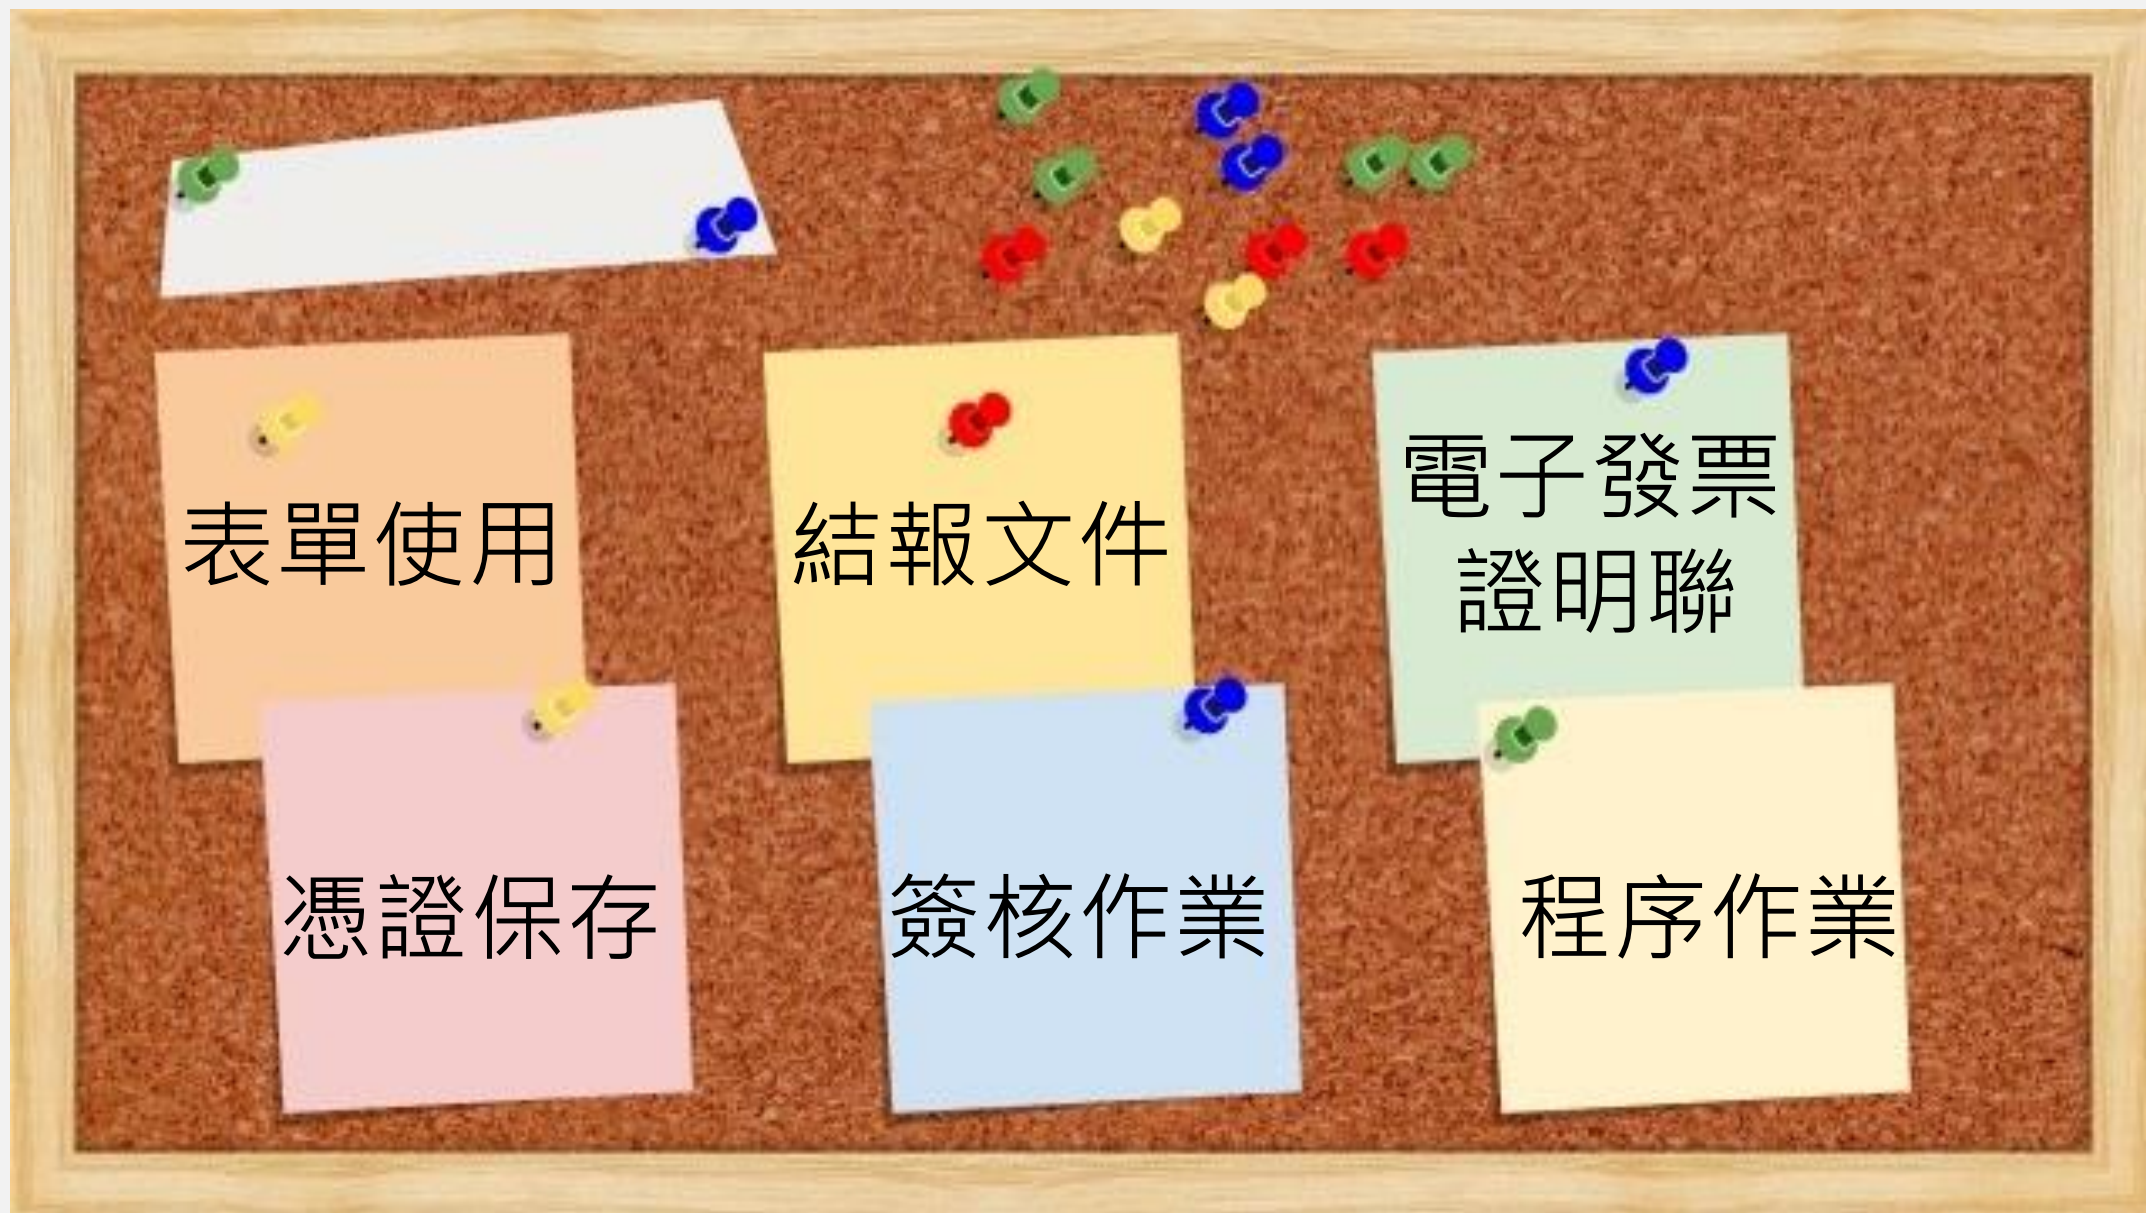 表單使用
結報文件
電子發票
證明聯
憑證保存
簽核作業
程序作業